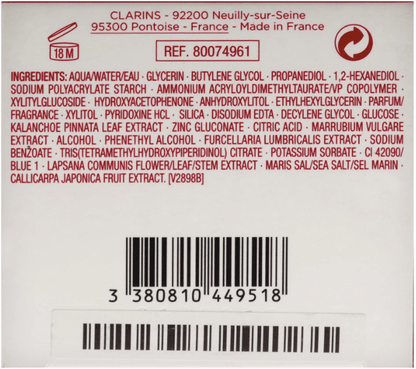 CLARINS - 92200 Neuilly-sur-Seine
95300 Pontoise - France - Made in France
18 M
REF. 80074961
INGREDIENTS: AQUA/WATER/EAU · GLYCERIN · BUTYLENE GLYCOL · PROPANEDIOL · 1,2-HEXANEDIOL ·
SODIUM POLYACRYLATE STARCH · AMMONIUM ACRYLOYLDIMETHYLTAURATE/VP COPOLYMER ·
XYLITYLGLUCOSIDE · HYDROXYACETOPHENONE · ANHYDROXYLITOL · ETHYLHEXYLGLYCERIN · PARFUM/
FRAGRANCE · XYLITOL · PYRIDOXINE HCL · SILICA · DISODIUM EDTA · DECYLENE GLYCOL · GLUCOSE ·
KALANCHOE PINNATA LEAF EXTRACT · ZINC GLUCONATE · CITRIC ACID · MARRUBIUM VULGARE
EXTRACT · ALCOHOL · PHENETHYL ALCOHOL · FURCELLARIA LUMBRICALIS EXTRACT · SODIUM
BENZOATE · TRIS(TETRAMETHYLHYDROXYPIPERIDINOL) CITRATE · POTASSIUM SORBATE · CI 42090/
BLUE 1 · LAPSANA COMMUNIS FLOWER/LEAF/STEM EXTRACT · MARIS SAL/SEA SALT/SEL MARIN ·
CALLICARPA JAPONICA FRUIT EXTRACT. [V2898B]
3 380810 449518